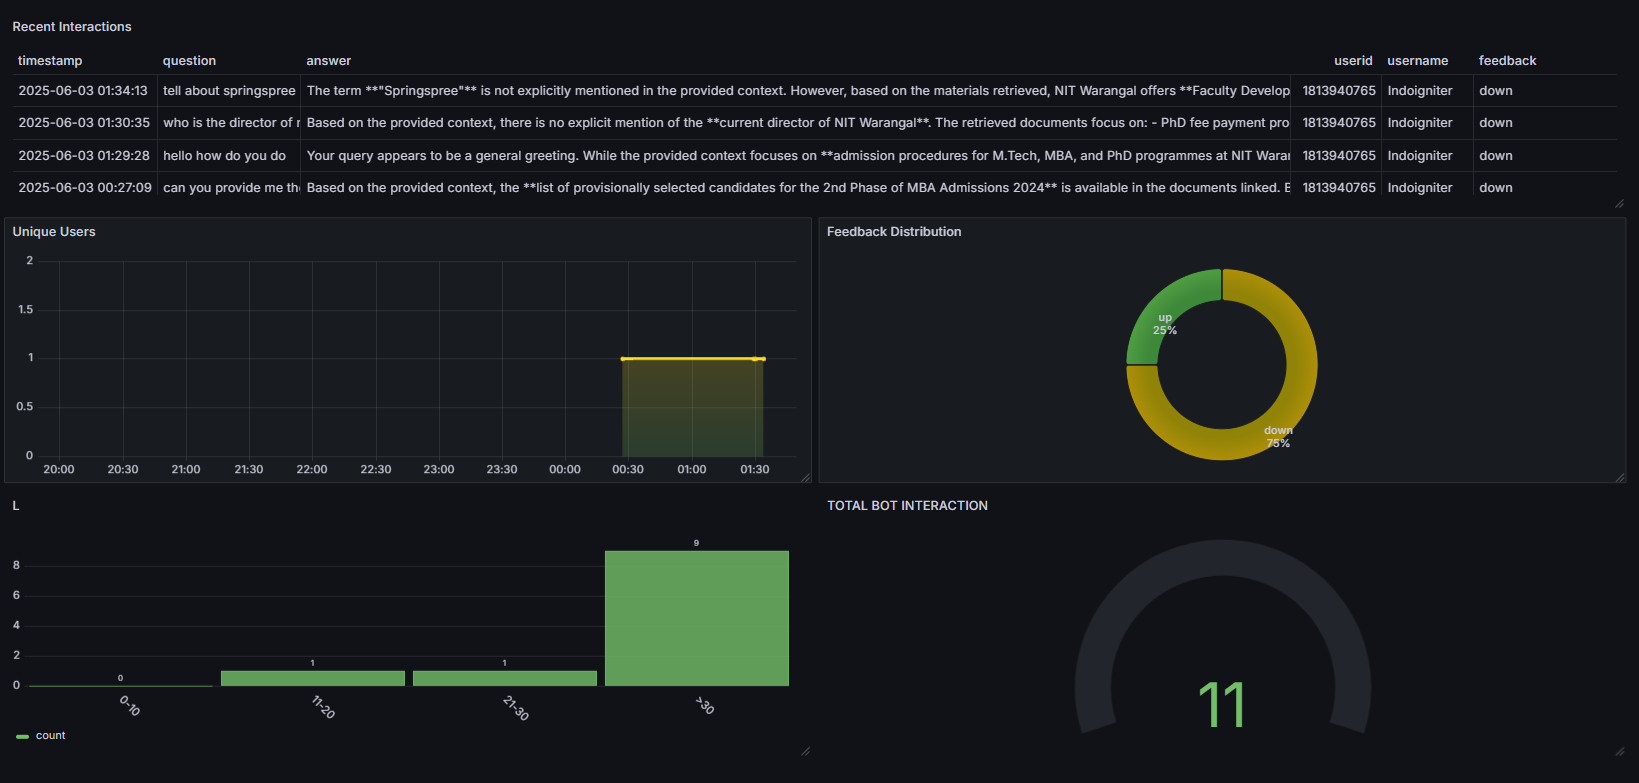 Recent Interactions
timestamp question answer userid username feedback
2025-06-03 01:34:13 tell about springspree The term **"Springspree"** is not explicitly mentioned in the provided context. However, based on the materials retrieved, NIT Warangal offers **Faculty Develop 1813940765 Indoigniter down
2025-06-03 01:30:35 who is the director of Based on the provided context, there is no explicit mention of the **current director of NIT Warangal**. The retrieved documents focus on: - PhD fee payment pro 1813940765 Indoigniter down
2025-06-03 01:29:28 hello how do you do Your query appears to be a general greeting. While the provided context focuses on **admission procedures for M.Tech, MBA, and PhD programmes at NIT Waran 1813940765 Indoigniter down
2025-06-03 00:27:09 can you provide me the Based on the provided context, the **list of provisionally selected candidates for the 2nd Phase of MBA Admissions 2024** is available in the documents linked. 1813940765 Indoigniter down
Unique Users
2
1.5
1
0.5
0
20:00 20:30 21:00 21:30 22:00 22:30 23:00 23:30 00:00 00:30 01:00 01:30
Feedback Distribution
up
25%
down
75%
L
8
6
4
2
0
0 1 1 9
0-10 11-20 21-30 >30
count
TOTAL BOT INTERACTION
11